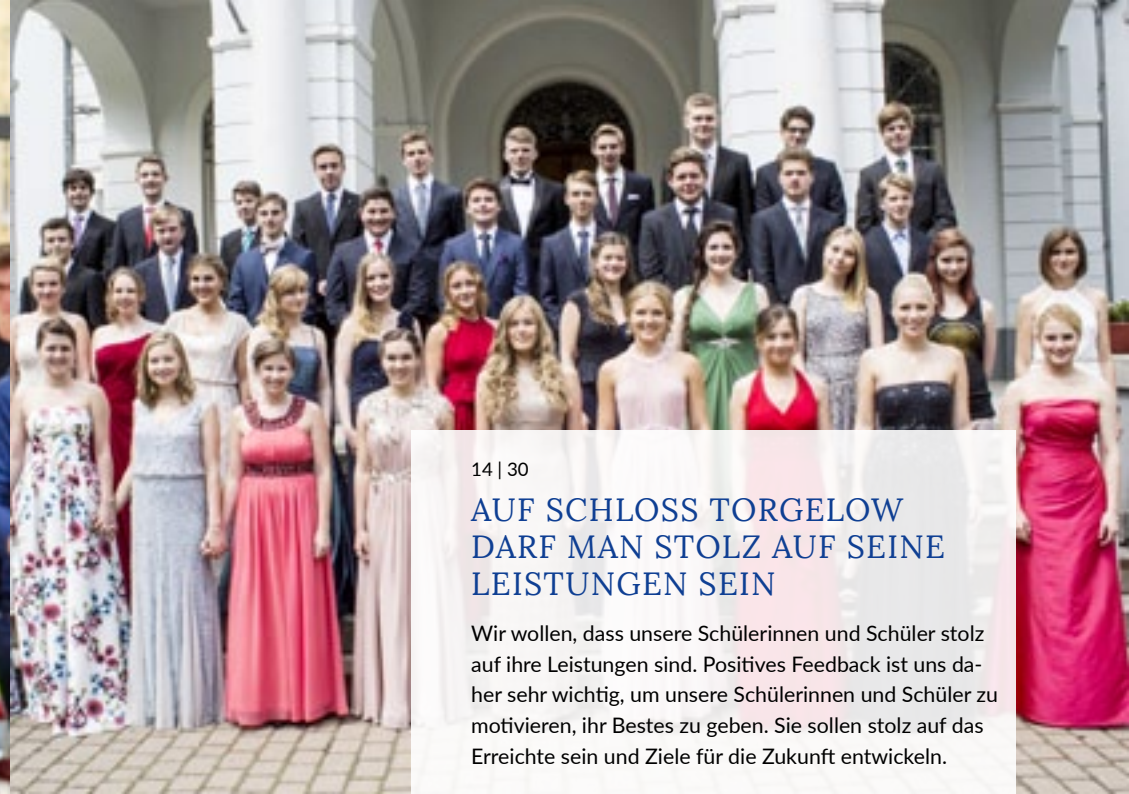 14 | 30
AUF SCHLOSS TORGELOW
DARF MAN STOLZ AUF SEINE
LEISTUNGEN SEIN
Wir wollen, dass unsere Schülerinnen und Schüler stolz
auf ihre Leistungen sind. Positives Feedback ist uns da-
her sehr wichtig, um unsere Schülerinnen und Schüler zu
motivieren, ihr Bestes zu geben. Sie sollen stolz auf das
Erreichte sein und Ziele für die Zukunft entwickeln.